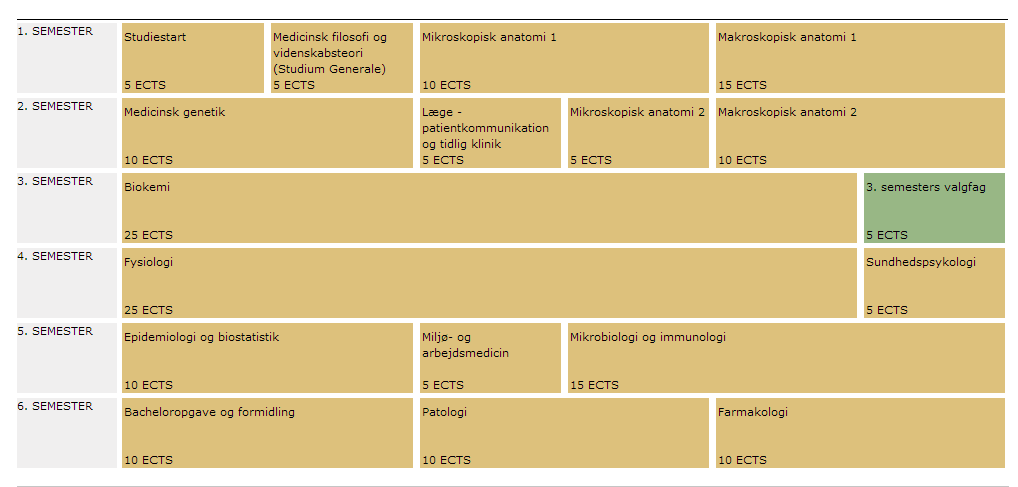 1. SEMESTER
Studiestart
5 ECTS
Medicinsk filosofi og
videnskabsteori
(Studium Generale)
5 ECTS
Mikroskopisk anatomi 1
10 ECTS
Makroskopisk anatomi 1
15 ECTS
2. SEMESTER
Medicinsk genetik
10 ECTS
Læge -
patientkommunikation
og tidlig klinik
5 ECTS
Mikroskopisk anatomi 2
5 ECTS
Makroskopisk anatomi 2
10 ECTS
3. SEMESTER
Biokemi
25 ECTS
3. semesters valgfag
5 ECTS
4. SEMESTER
Fysiologi
25 ECTS
Sundhedspsykologi
5 ECTS
5. SEMESTER
Epidemiologi og biostatistik
10 ECTS
Miljø- og
arbejdsmedicin
5 ECTS
Mikrobiologi og immunologi
15 ECTS
6. SEMESTER
Bacheloropgave og formidling
10 ECTS
Patologi
10 ECTS
Farmakologi
10 ECTS